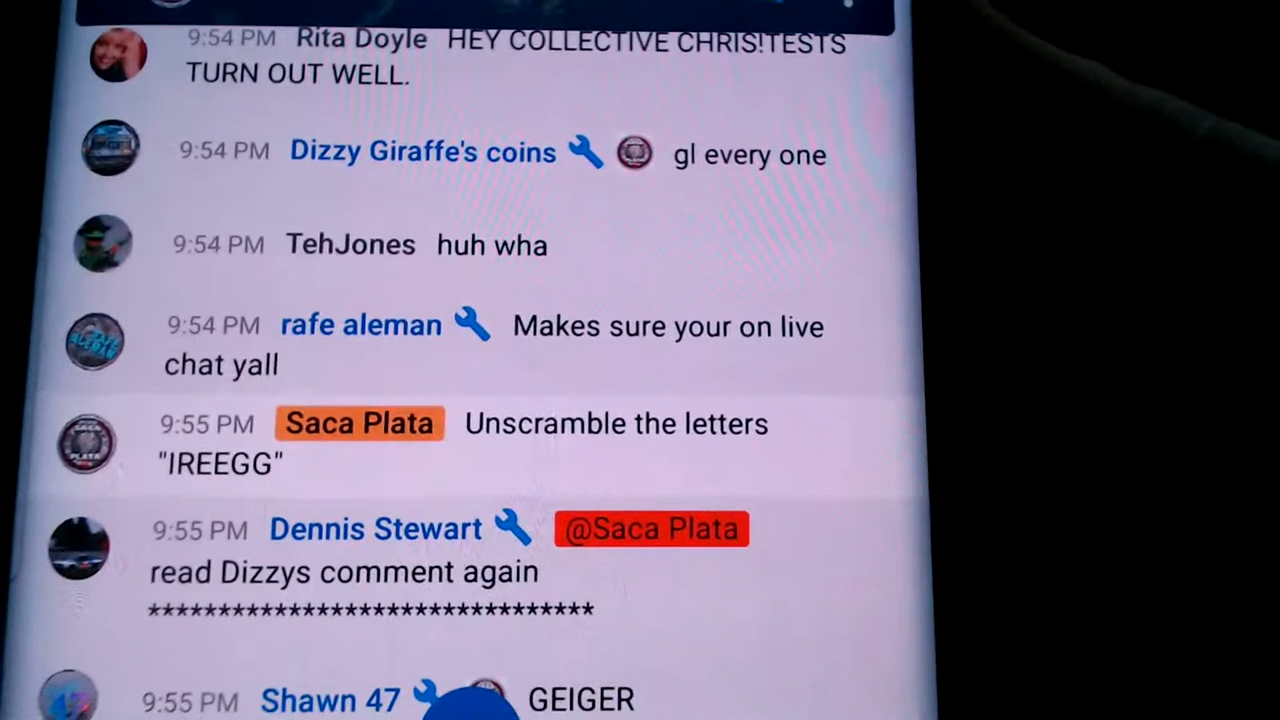 9:54 PM Rita Doyle HEY COLLECTIVE CHRIS!TESTS
TURN OUT WELL.
9:54 PM Dizzy Giraffe's coins gl every one
9:54 PM TehJones huh wha
9:54 PM rafe aleman Makes sure your on live
chat yall
9:55 PM Saca Plata Unscramble the letters
"IREEGG"
9:55 PM Dennis Stewart @Saca Plata
read Dizzys comment again
********************************
9:55 PM Shawn 47 GEIGER